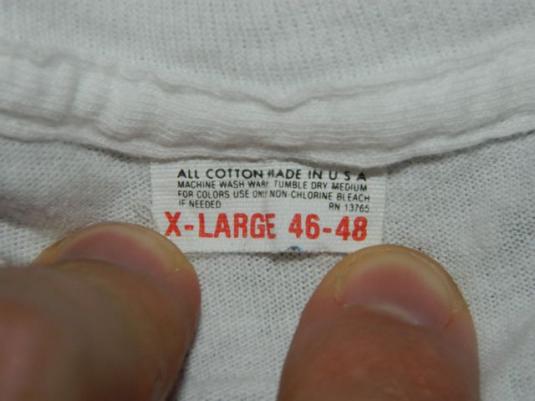 ALL COTTON MADE IN U S A
MACHINE WASH WARM TUMBLE DRY MEDIUM
FOR COLORS USE ONLY NON-CHLORINE BLEACH
IF NEEDED RN 13765
X-LARGE 46-48